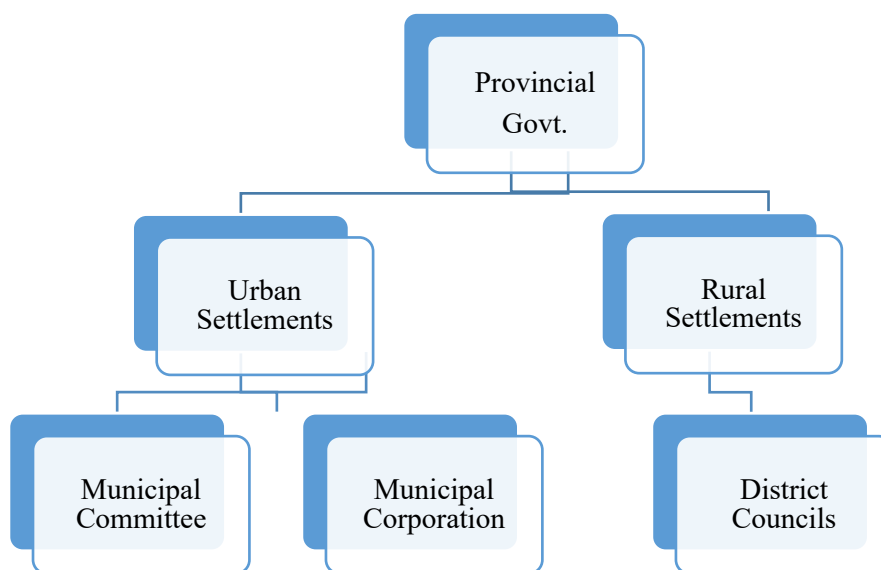 Provincial
Govt.
Urban
Settlements
Rural
Settlements
Municipal
Committee
Municipal
Corporation
District
Councils